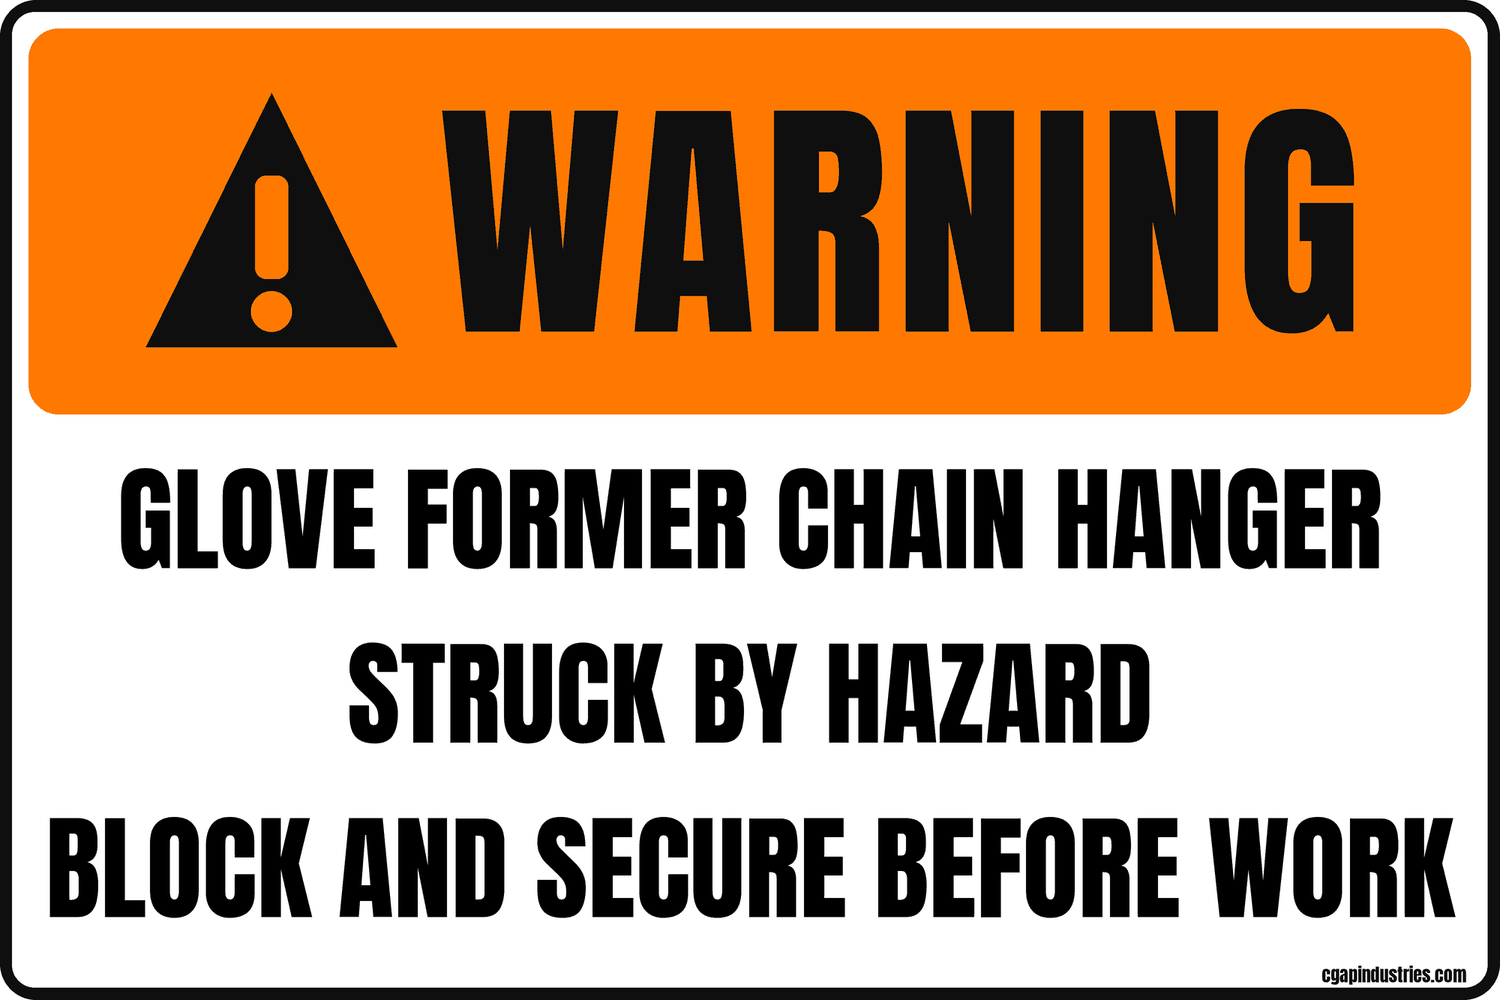 WARNING
GLOVE FORMER CHAIN HANGER
STRUCK BY HAZARD
BLOCK AND SECURE BEFORE WORK
cgapindustries.com